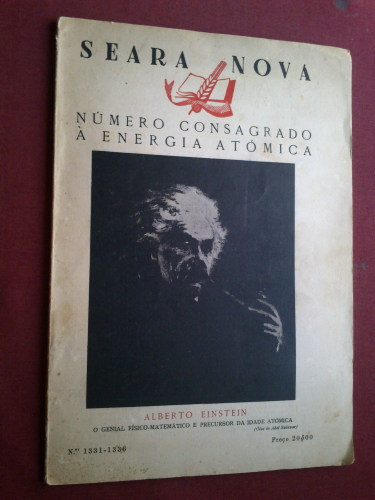 SEARA NOVA
NÚMERO CONSAGRADO
À ENERGIA ATÓMICA
ALBERTO EINSTEIN
O GENIAL FÍSICO-MATEMÁTICO E PRECURSOR DA EDADE ATÓMICA
N.os 1331-1336
Preço 20$00